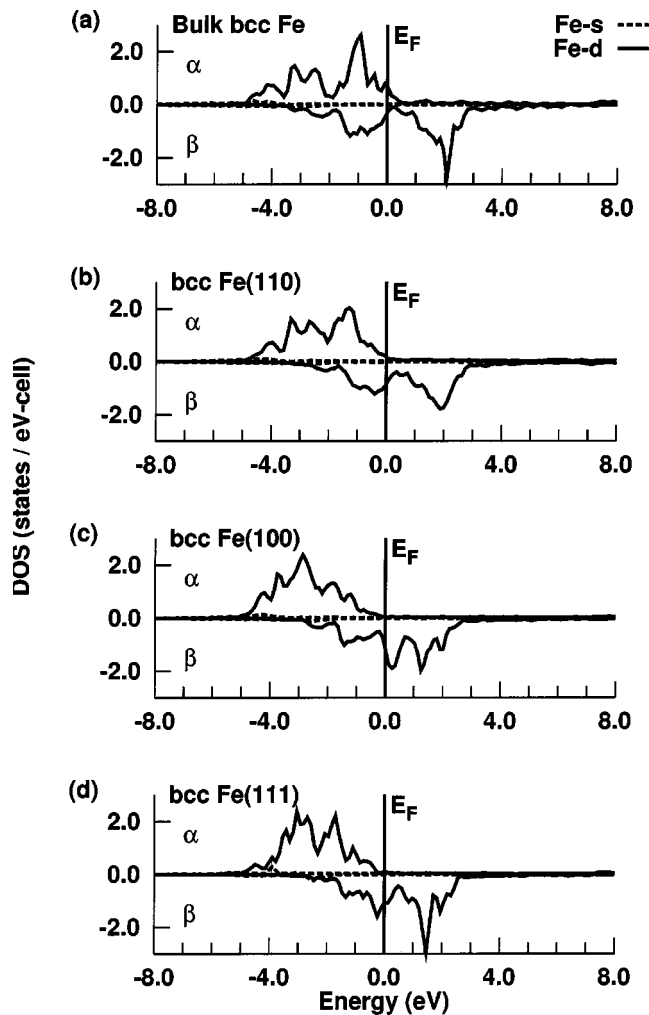 (a) Bulk bcc Fe E_F Fe-s
Fe-d
2.0 α
0.0
-2.0 β
-8.0 -4.0 0.0 4.0 8.0
(b) bcc Fe(110) E_F
2.0 α
0.0
-2.0 β
-8.0 -4.0 0.0 4.0 8.0
DOS (states / eV-cell)
(c) bcc Fe(100) E_F
2.0 α
0.0
-2.0 β
-8.0 -4.0 0.0 4.0 8.0
(d) bcc Fe(111) E_F
2.0 α
0.0
-2.0 β
-8.0 -4.0 0.0 4.0 8.0
Energy (eV)